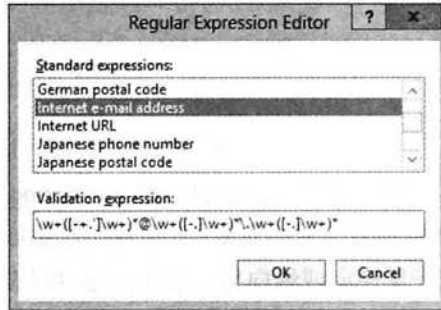 Regular Expression Editor
?
x
Standard expressions:
German postal code
Internet e-mail address
Internet URL
Japanese phone number
Japanese postal code
Validation expression:
\w+([-+.']\w+)*@\w+([-.]\w+)*\.\w+([-.]\w+)*
OK
Cancel